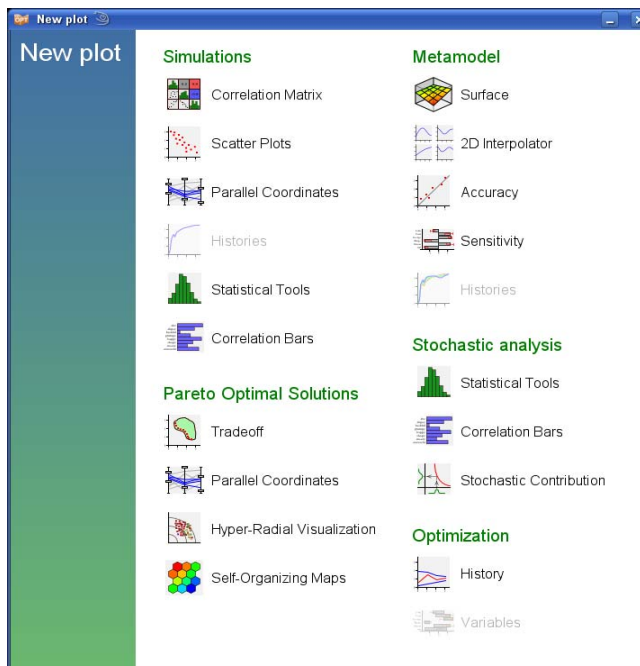 New plot
New plot
Simulations
Correlation Matrix
Scatter Plots
Parallel Coordinates
Histories
Statistical Tools
Correlation Bars
Pareto Optimal Solutions
Tradeoff
Parallel Coordinates
Hyper-Radial Visualization
Self-Organizing Maps
Metamodel
Surface
2D Interpolator
Accuracy
Sensitivity
Histories
Stochastic analysis
Statistical Tools
Correlation Bars
Stochastic Contribution
Optimization
History
Variables